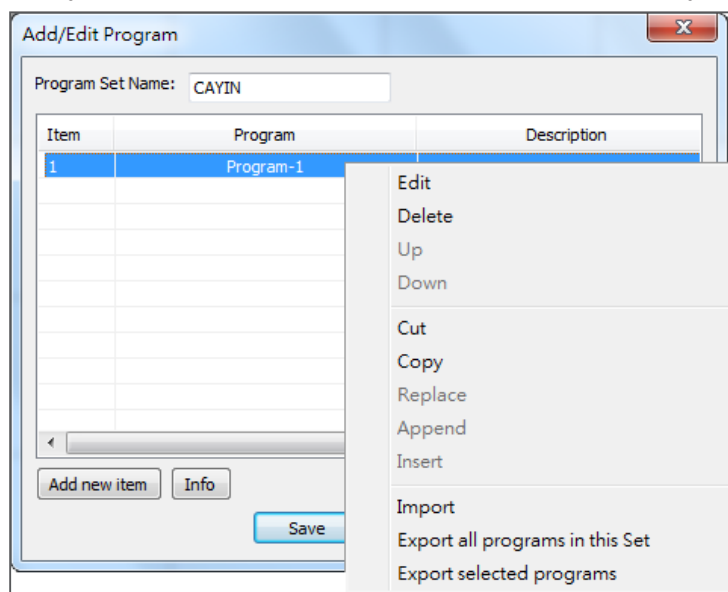 Add/Edit Program
Program Set Name: CAYIN
Item Program Description
1 Program-1
Edit
Delete
Up
Down
Cut
Copy
Replace
Append
Insert
Import
Export all programs in this Set
Export selected programs
Add new item Info
Save